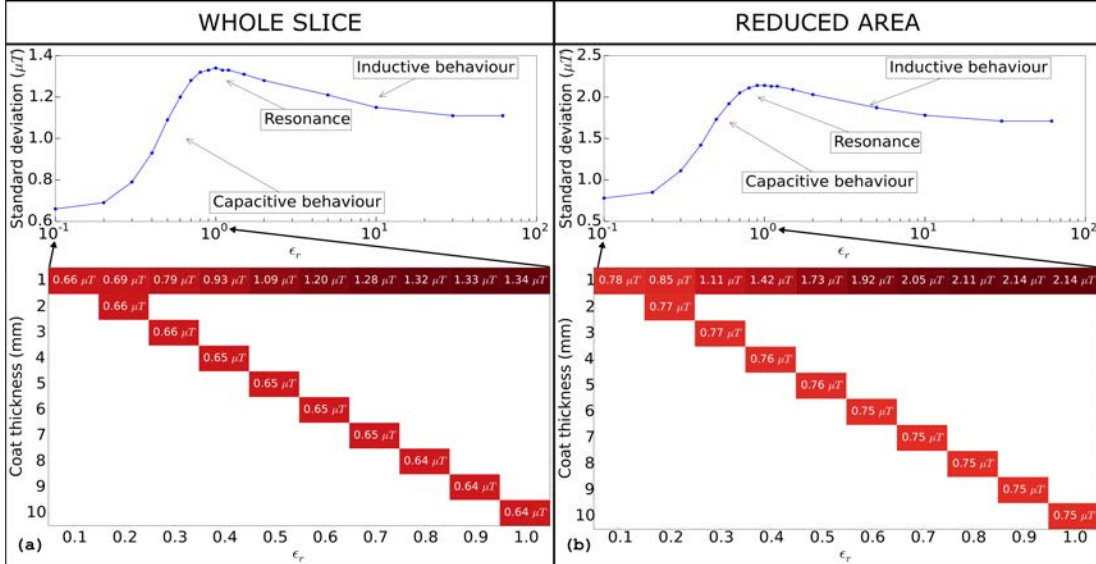 WHOLE SLICE
REDUCED AREA
Standard deviation (μT)
1.4
1.2
1.0
0.8
0.6
10⁻¹
10⁰
10¹
10²
ϵr
Inductive behaviour
Resonance
Capacitive behaviour
Standard deviation (μT)
2.5
2.0
1.5
1.0
0.5
10⁻¹
10⁰
10¹
10²
ϵr
Inductive behaviour
Resonance
Capacitive behaviour
Coat thickness (mm)
1 0.66 μT 0.69 μT 0.79 μT 0.93 μT 1.09 μT 1.20 μT 1.28 μT 1.32 μT 1.33 μT 1.34 μT
2 0.66 μT
3 0.66 μT
4 0.65 μT
5 0.65 μT
6 0.65 μT
7 0.65 μT
8 0.64 μT
9 0.64 μT
10 0.64 μT
(a) 0.1 0.2 0.3 0.4 0.5 0.6 0.7 0.8 0.9 1.0
ϵr
Coat thickness (mm)
1 0.78 μT 0.85 μT 1.11 μT 1.42 μT 1.73 μT 1.92 μT 2.05 μT 2.11 μT 2.14 μT 2.14 μT
2 0.77 μT
3 0.77 μT
4 0.76 μT
5 0.76 μT
6 0.75 μT
7 0.75 μT
8 0.75 μT
9 0.75 μT
10 0.75 μT
(b) 0.1 0.2 0.3 0.4 0.5 0.6 0.7 0.8 0.9 1.0
ϵr